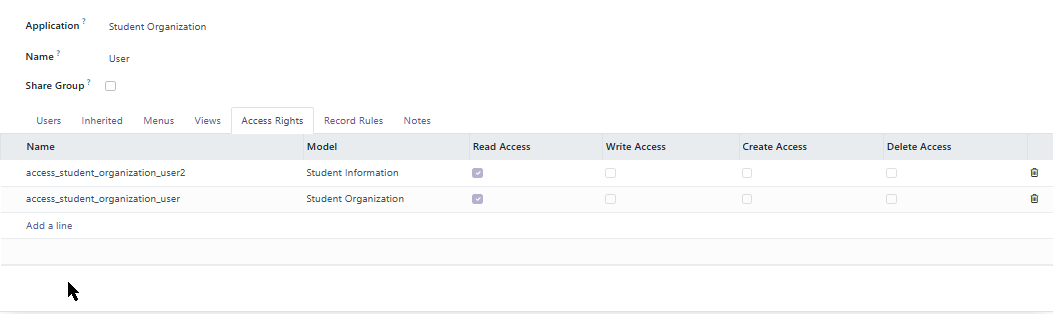 Application ? Student Organization
Name ? User
Share Group ?
Users Inherited Menus Views Access Rights Record Rules Notes
Name Model Read Access Write Access Create Access Delete Access
access_student_organization_user2 Student Information
access_student_organization_user Student Organization
Add a line